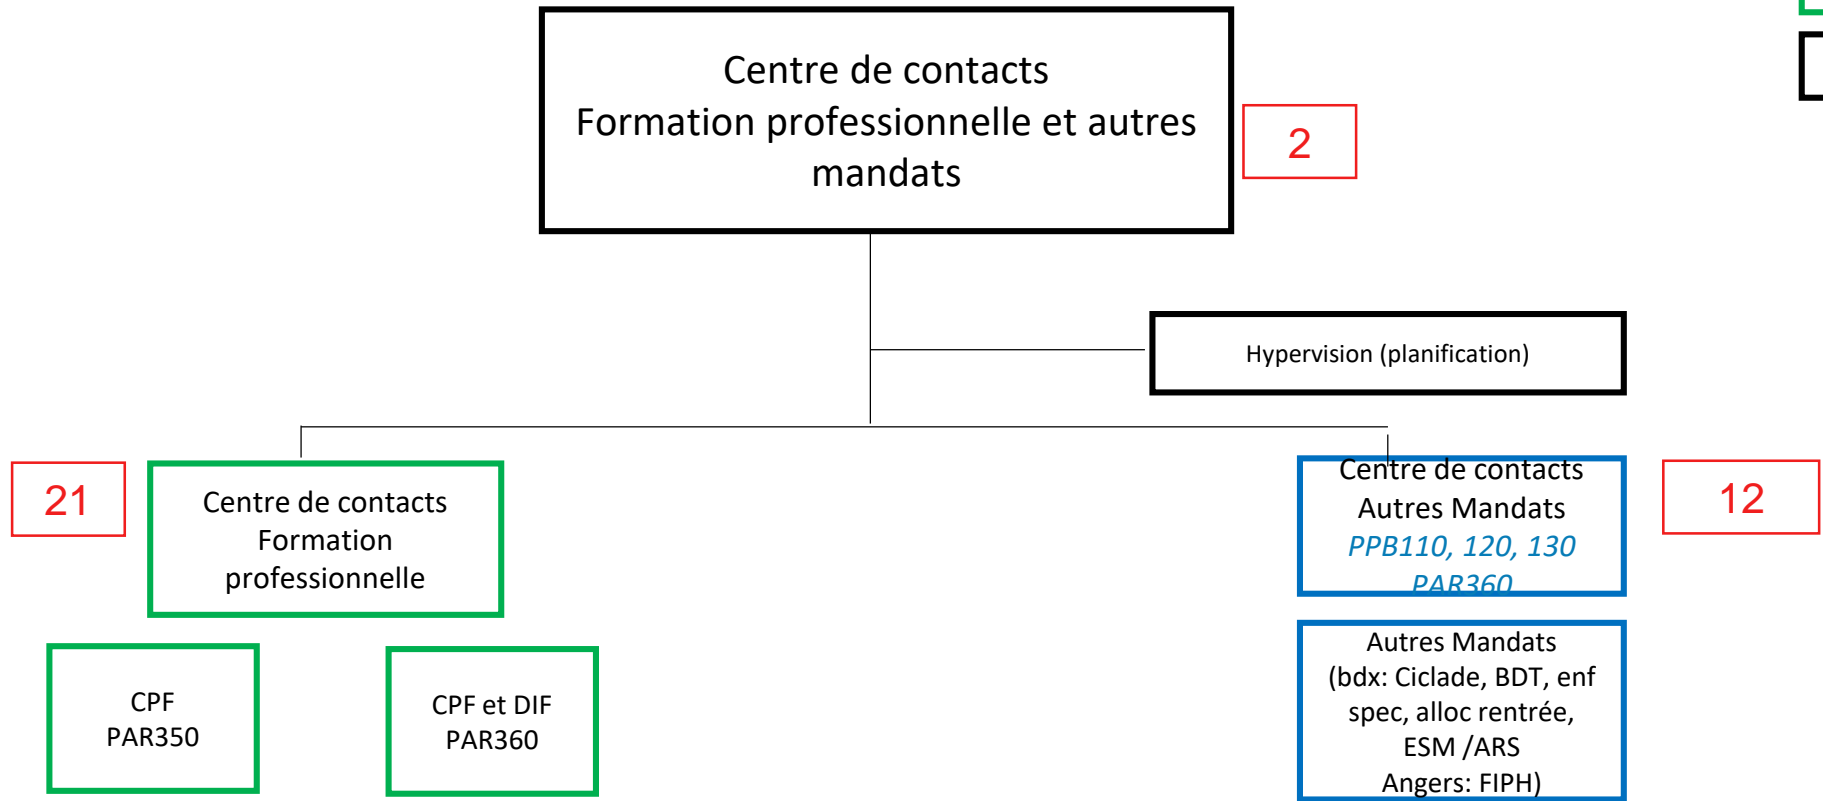 Centre de contacts
Formation professionnelle et autres
mandats
2
Hypervision (planification)
21
Centre de contacts
Formation
professionnelle
Centre de contacts
Autres Mandats
PPB110, 120, 130
PAR360
12
CPF
PAR350
CPF et DIF
PAR360
Autres Mandats
(bdx: Ciclade, BDT, enf
spec, alloc rentrée,
ESM /ARS
Angers: FIPH)